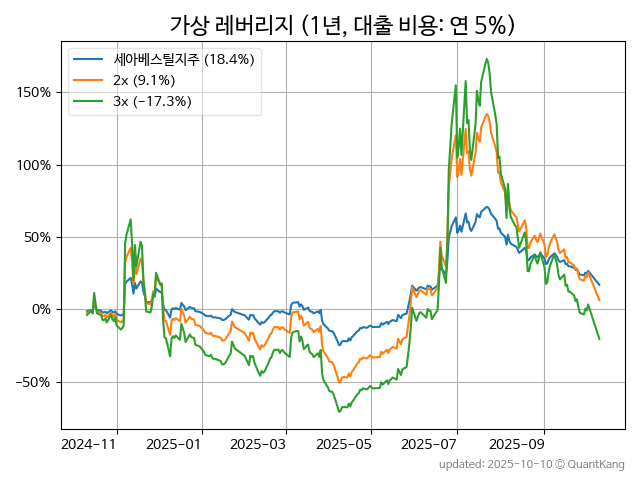 가상 레버리지 (1년, 대출 비용: 연 5%)
세아베스틸지주 (18.4%)
2x (9.1%)
3x (−17.3%)
150%
100%
50%
0%
−50%
2024−11
2025−01
2025−03
2025−05
2025−07
2025−09
updated: 2025-10-10 © QuantKang